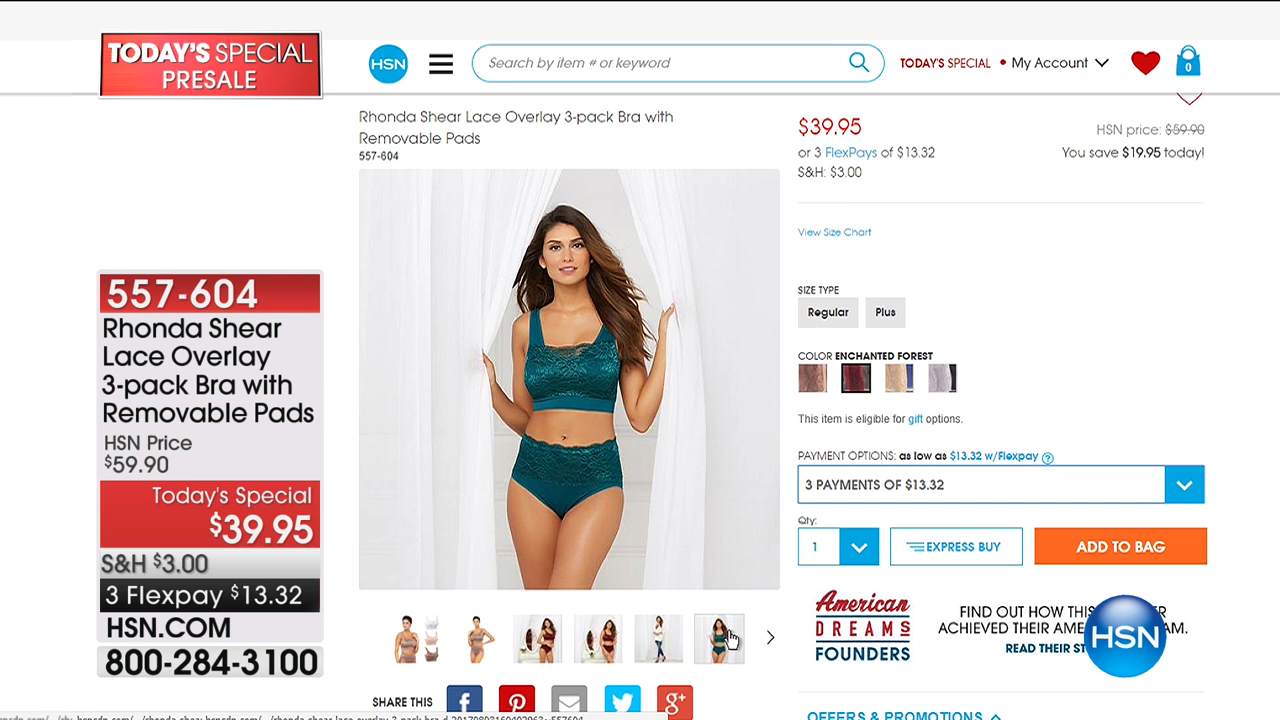 TODAY'S SPECIAL
PRESALE
HSN
Search by item # or keyword
TODAY'S SPECIAL • My Account
0
Rhonda Shear Lace Overlay 3-pack Bra with
Removable Pads
557-604
$39.95
HSN price: $59.90
or 3 FlexPays of $13.32
You save $19.95 today!
S&H: $3.00
View Size Chart
SIZE TYPE
Regular
Plus
COLOR ENCHANTED FOREST
This item is eligible for gift options.
PAYMENT OPTIONS: as low as $13.32 w/Flexpay ?
3 PAYMENTS OF $13.32
Qty:
1
EXPRESS BUY
ADD TO BAG
American
DREAMS
FOUNDERS
FIND OUT HOW THIS
ACHIEVED THEIR AME
READ THEIR ST
HSN
OFFERS & PROMOTIONS
557-604
Rhonda Shear
Lace Overlay
3-pack Bra with
Removable Pads
HSN Price
$59.90
Today's Special
$39.95
S&H $3.00
3 Flexpay $13.32
HSN.COM
800-284-3100
SHARE THIS